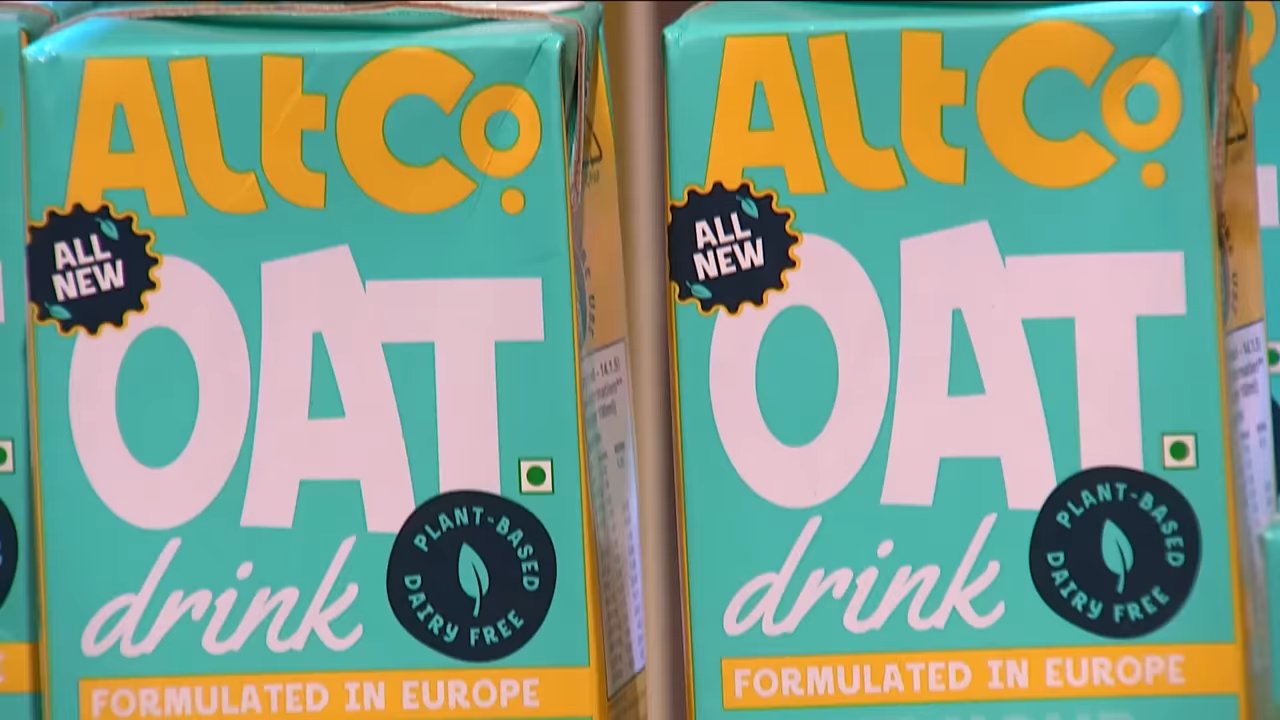 ALtCo.
ALL
NEW
OAT
drink
PLANT-BASED
DAIRY FREE
FORMULATED IN EUROPE
ALtCo.
ALL
NEW
OAT
drink
PLANT-BASED
DAIRY FREE
FORMULATED IN EUROPE